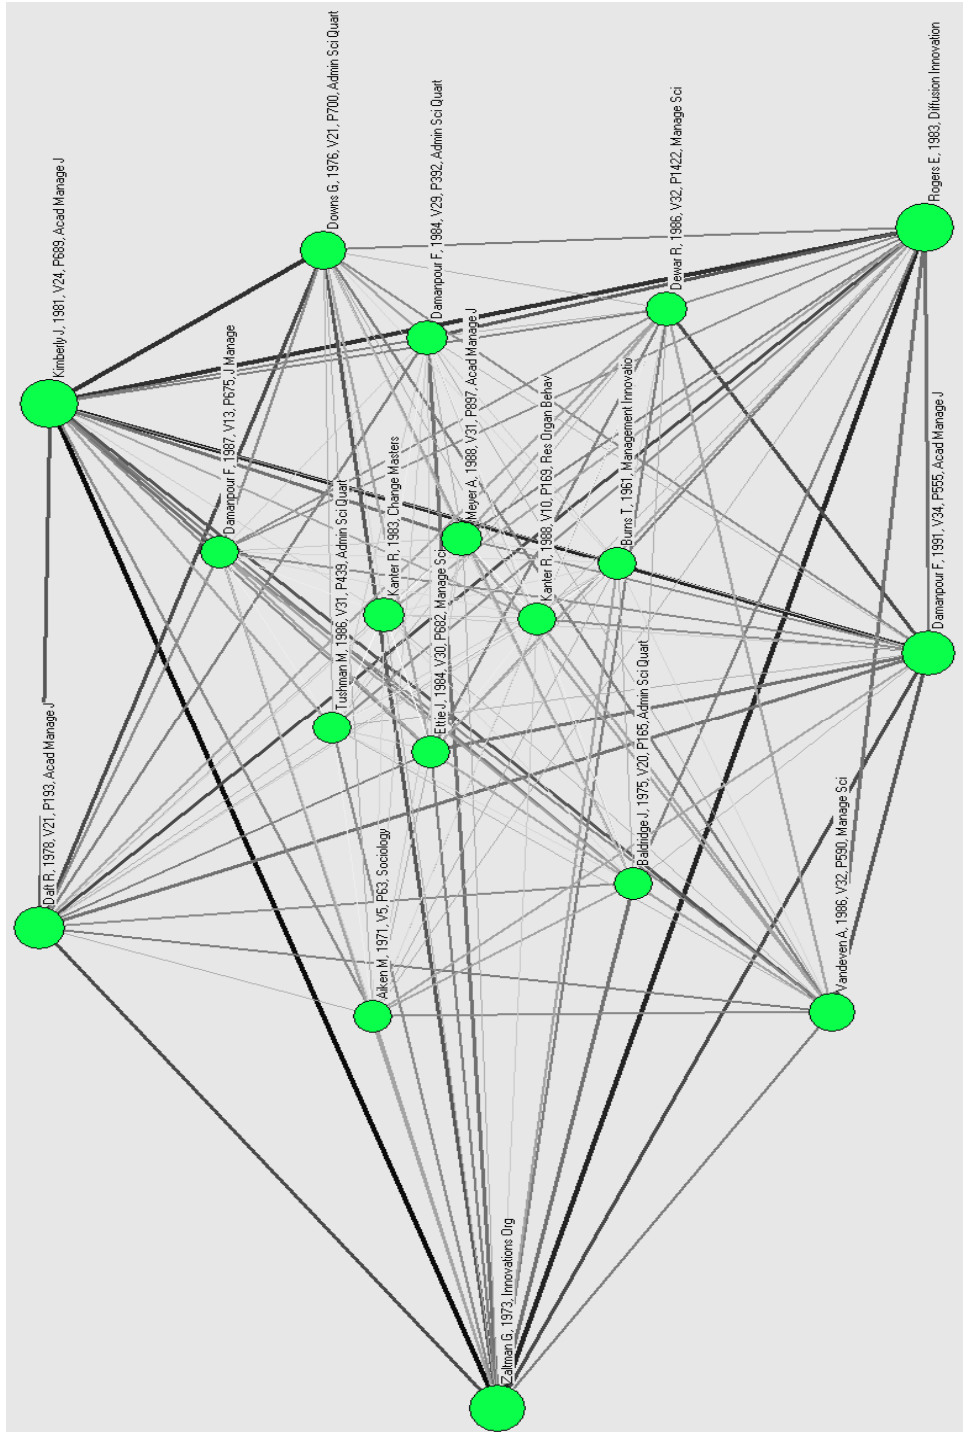 Kimberly J, 1981, V24, P689, Acad Manage J
Downs G, 1976, V21, P700, Admin Sci Quart
Damanpour F, 1984, V29, P392, Admin Sci Quart
Dewar R, 1986, V32, P1422, Manage Sci
Rogers E, 1983, Diffusion Innovation
Damanpour F, 1987, V13, P675, J Manage
Meyer A, 1988, V31, P897, Acad Manage J
Burns T, 1961, Management Innovatio
Kanter R, 1983, Change Masters
Kanter R, 1988, V10, P169, Res Organ Behav
Tushman M, 1986, V31, P439, Admin Sci Quart
Ettie J, 1984, V30, P682, Manage Sci
Damanpour F, 1991, V34, P555, Acad Manage J
Daft R, 1978, V21, P193, Acad Manage J
Baldridge J, 1975, V20, P165, Admin Sci Quart
Aiken M, 1971, V5, P63, Sociology
Vandeven A, 1986, V32, P590, Manage Sci
Zaltman G, 1973, Innovations Org